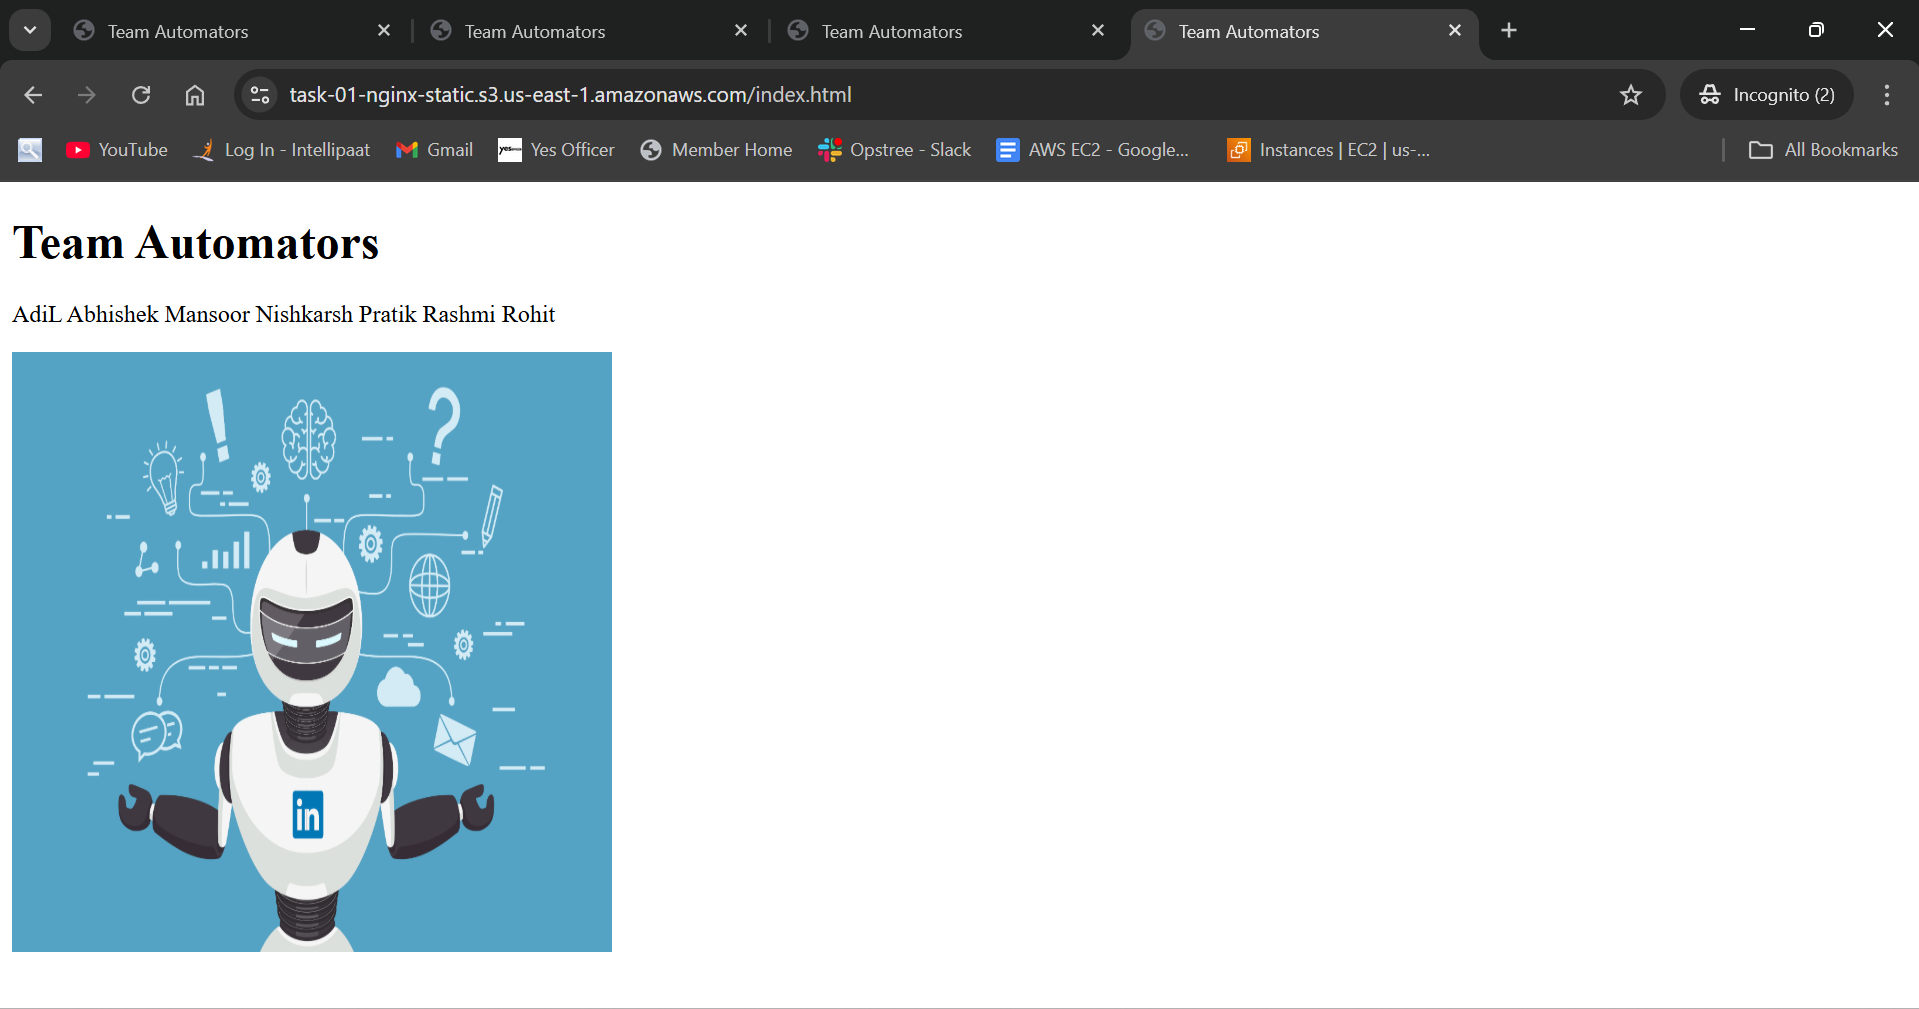 Team Automators
Team Automators
Team Automators
Team Automators
task-01-nginx-static.s3.us-east-1.amazonaws.com/index.html
Incognito (2)
YouTube
Log In - Intellipaat
Gmail
Yes Officer
Member Home
Opstree - Slack
AWS EC2 - Google...
Instances | EC2 | us-...
All Bookmarks
Team Automators
AdiL Abhishek Mansoor Nishkarsh Pratik Rashmi Rohit
in